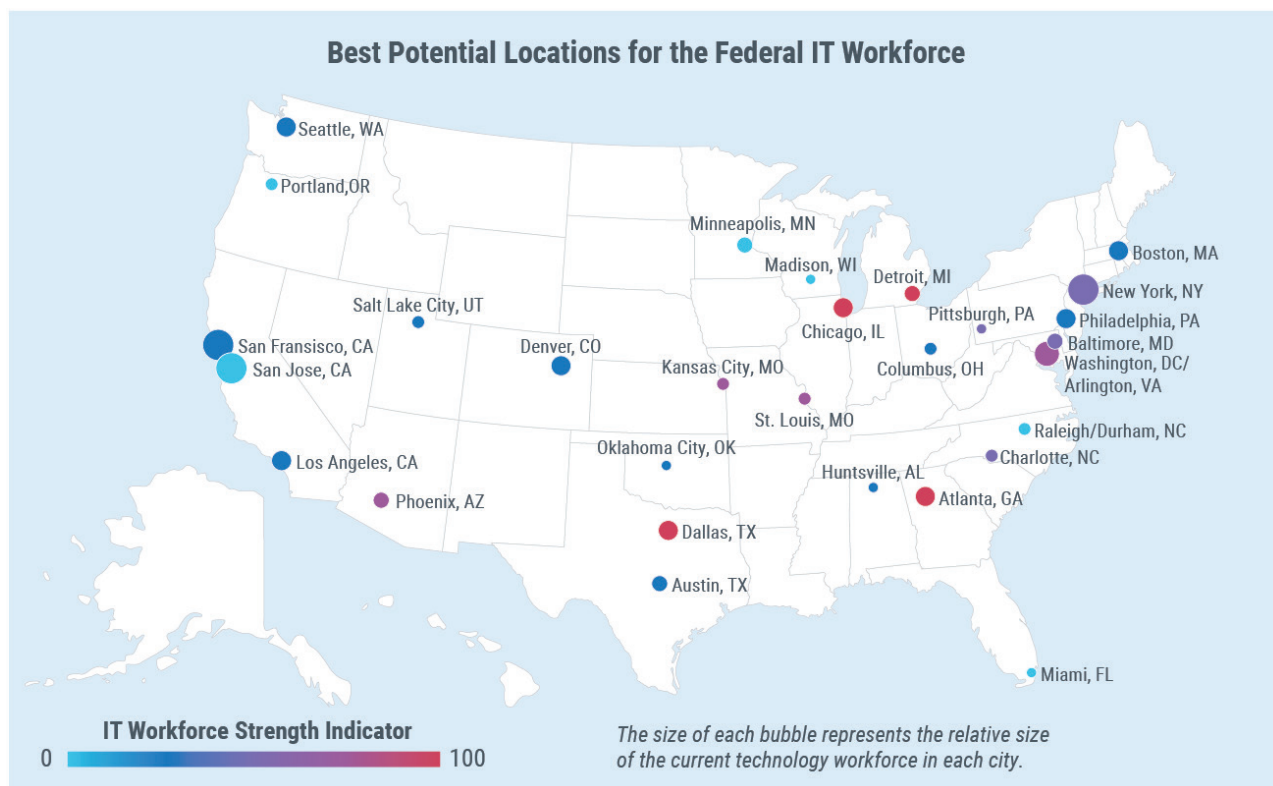 Best Potential Locations for the Federal IT Workforce
Seattle, WA
Portland,OR
Minneapolis, MN
Madison, WI
Detroit, MI
Boston, MA
New York, NY
Salt Lake City, UT
Pittsburgh, PA
Philadelphia, PA
San Fransisco, CA
Denver, CO
Chicago, IL
Baltimore, MD
San Jose, CA
Kansas City, MO
Columbus, OH
Washington, DC/
Arlington, VA
St. Louis, MO
Raleigh/Durham, NC
Los Angeles, CA
Oklahoma City, OK
Charlotte, NC
Huntsville, AL
Phoenix, AZ
Atlanta, GA
Dallas, TX
Austin, TX
Miami, FL
IT Workforce Strength Indicator
0
100
The size of each bubble represents the relative size
of the current technology workforce in each city.